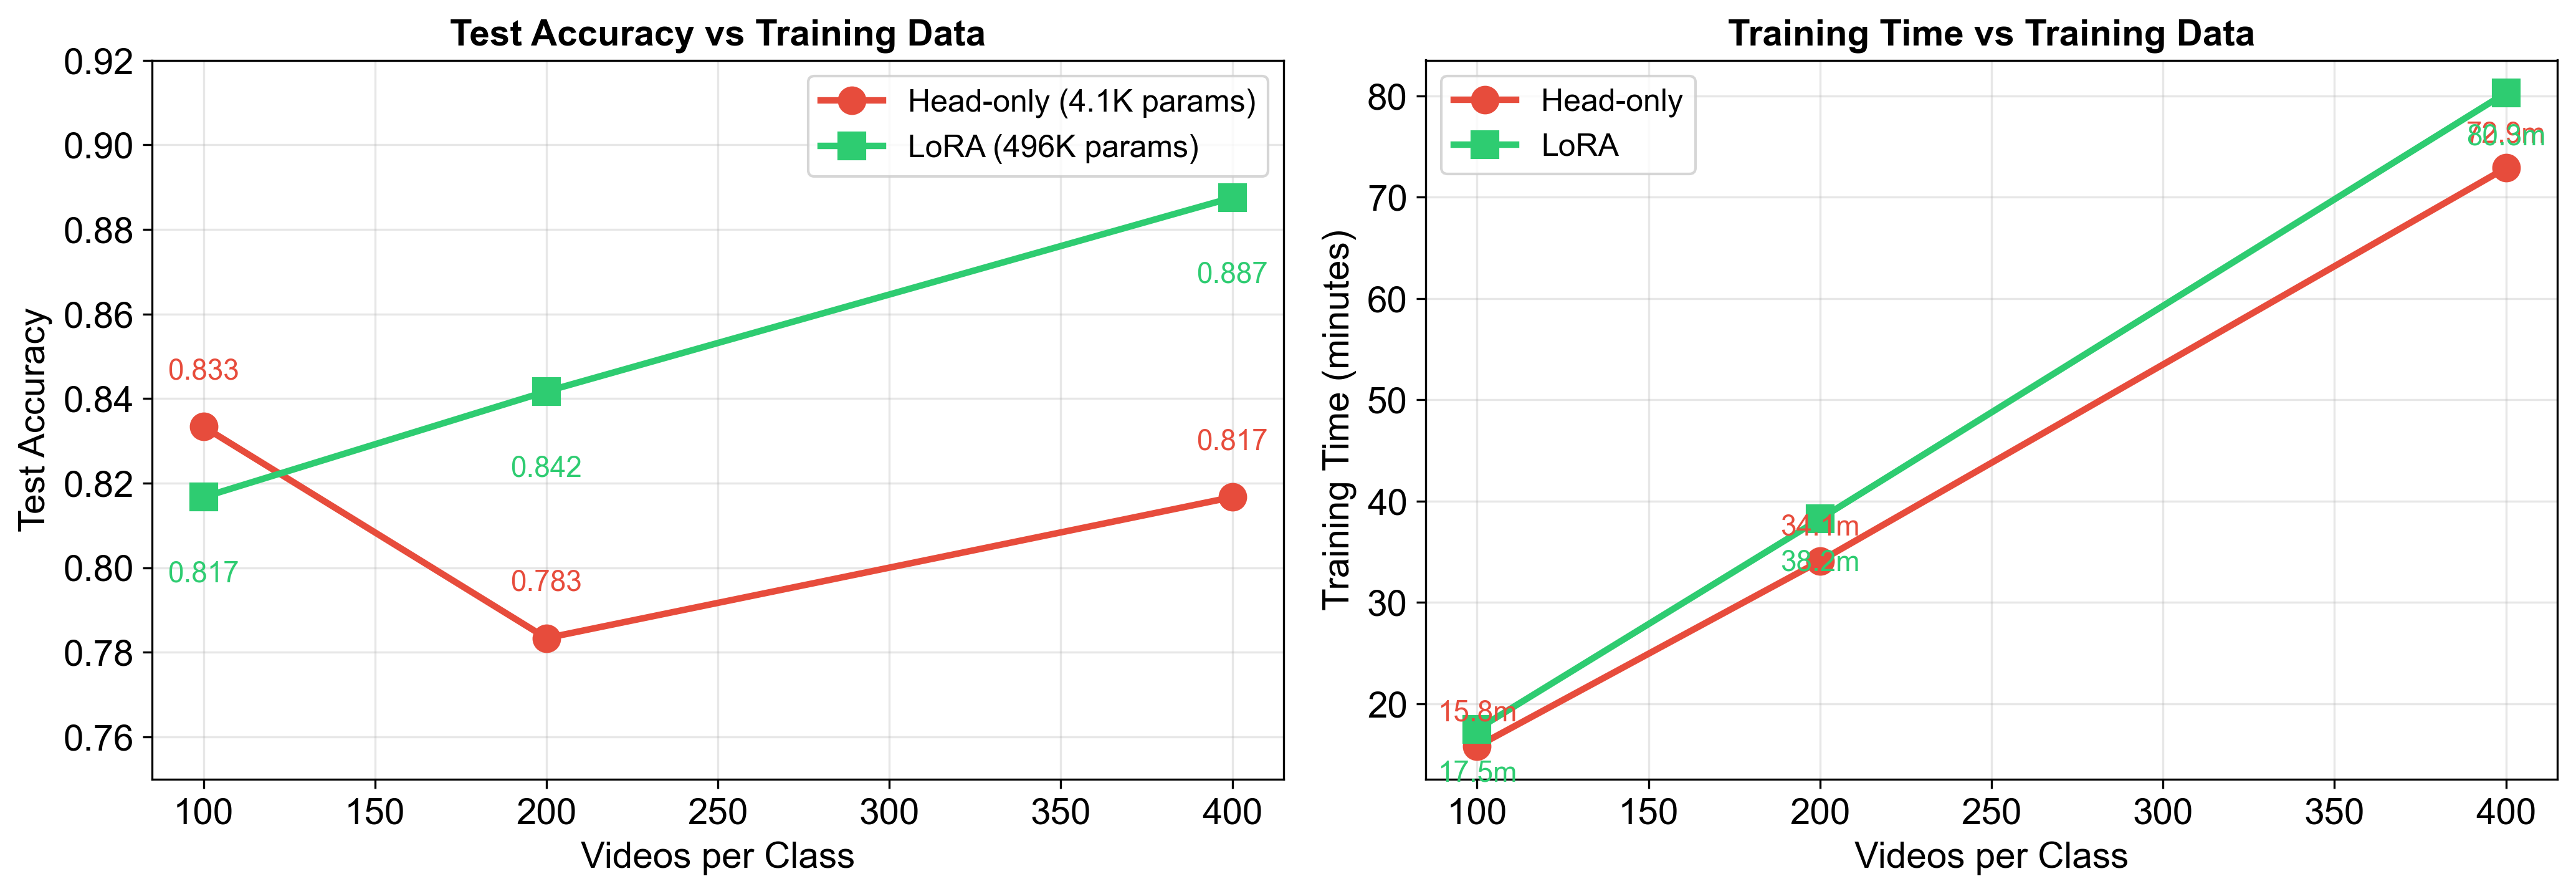 Test Accuracy vs Training Data
0.92
0.90
0.88
0.86
0.84
0.82
0.80
0.78
0.76
Test Accuracy
Head-only (4.1K params)
LoRA (496K params)
0.833
0.817
0.842
0.783
0.887
0.817
100 150 200 250 300 350 400
Videos per Class
Training Time vs Training Data
80
70
60
50
40
30
20
Training Time (minutes)
Head-only
LoRA
15.8m
17.5m
34.1m
38.2m
72.9m
80.3m
100 150 200 250 300 350 400
Videos per Class